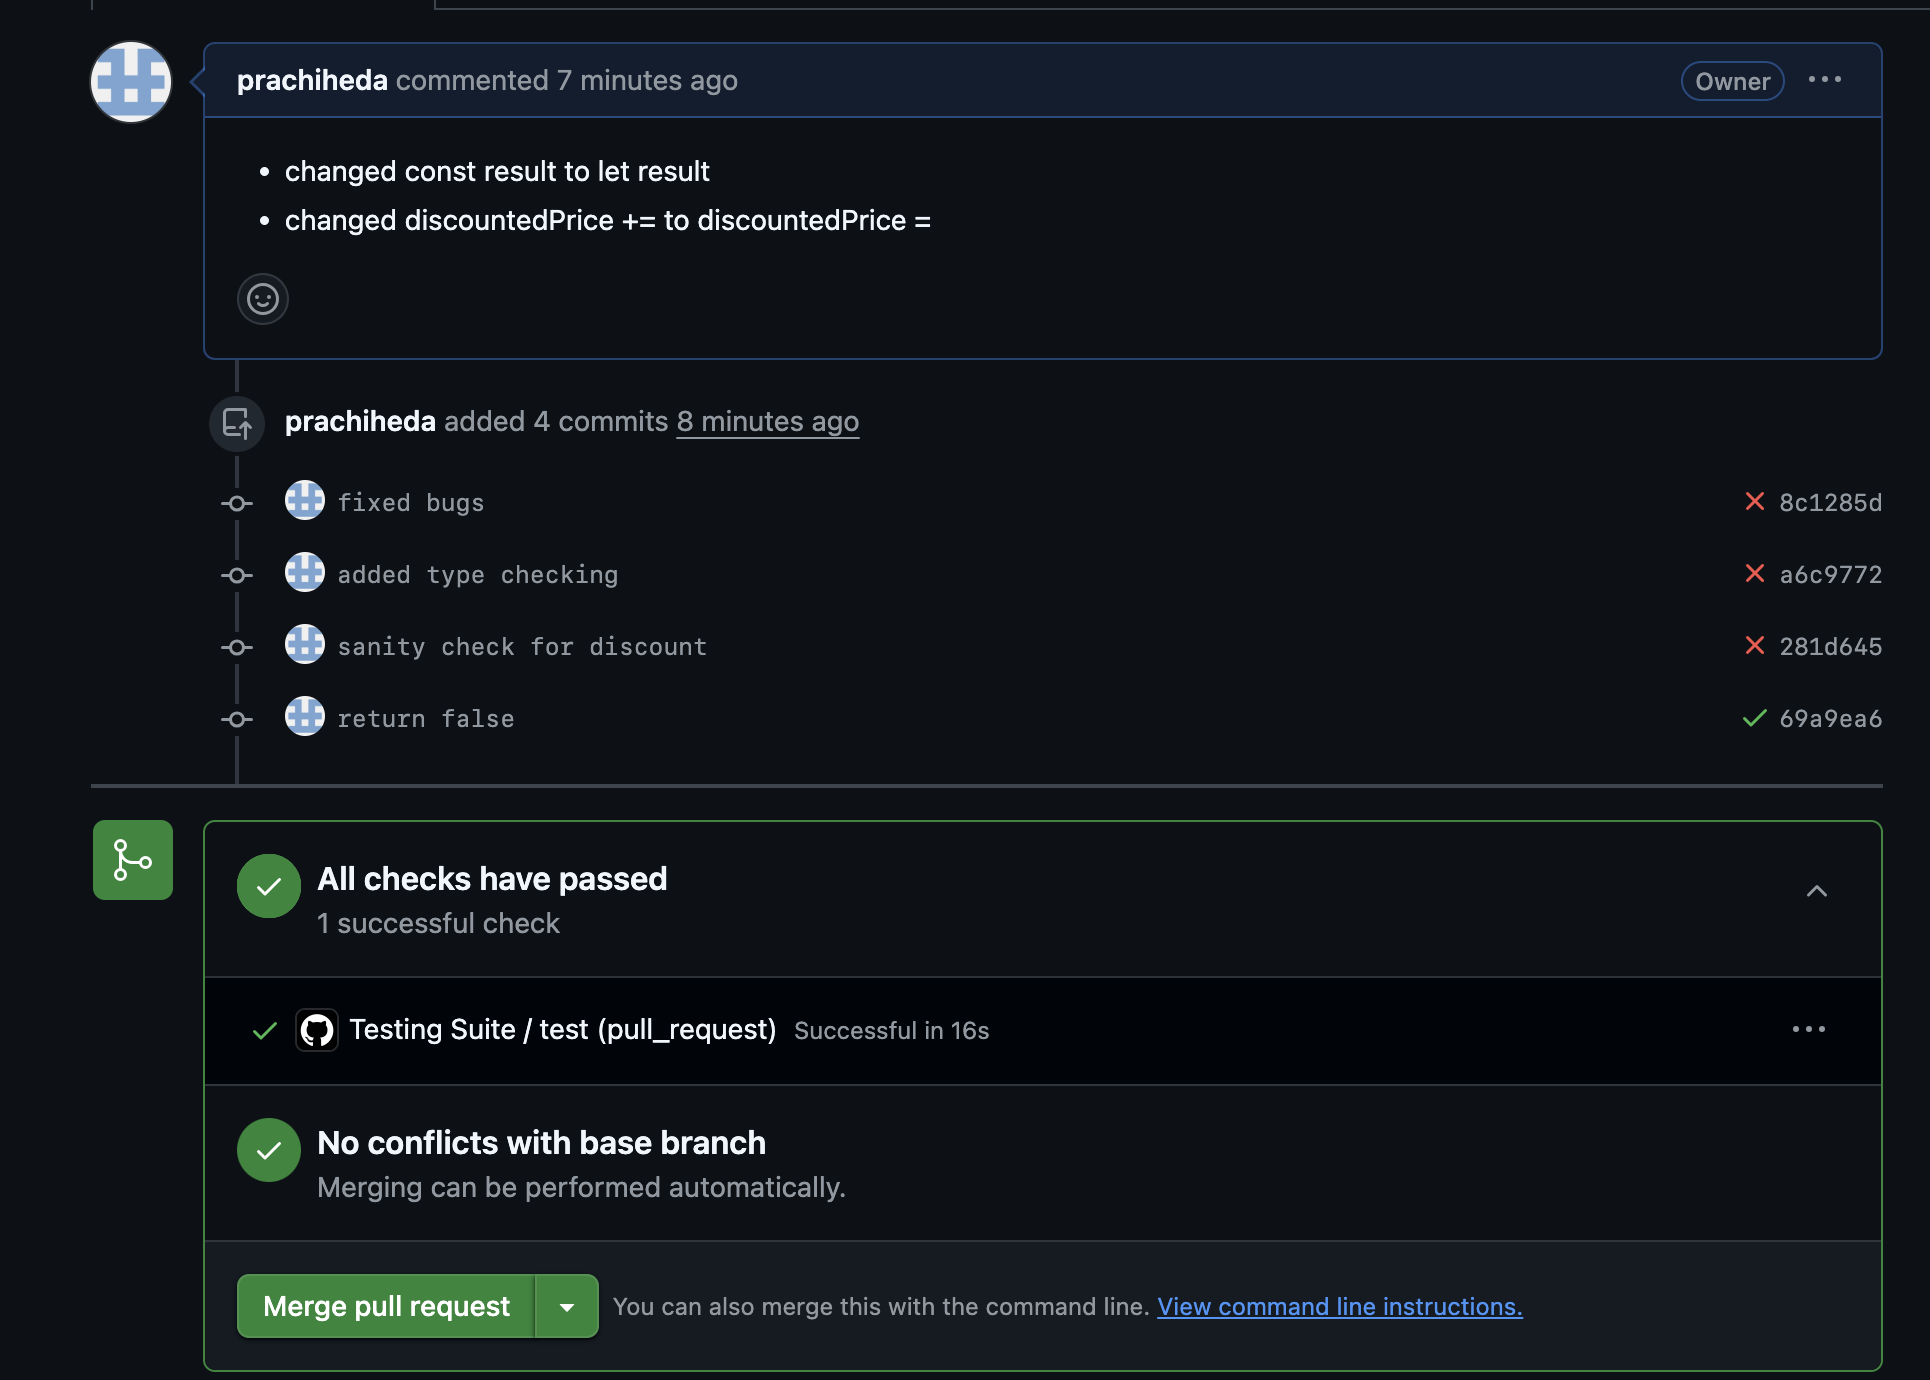 prachiheda commented 7 minutes ago Owner
• changed const result to let result
• changed discountedPrice += to discountedPrice =
prachiheda added 4 commits 8 minutes ago
fixed bugs 8c1285d
added type checking a6c9772
sanity check for discount 281d645
return false 69a9ea6
All checks have passed
1 successful check
Testing Suite / test (pull_request) Successful in 16s
No conflicts with base branch
Merging can be performed automatically.
Merge pull request You can also merge this with the command line. View command line instructions.